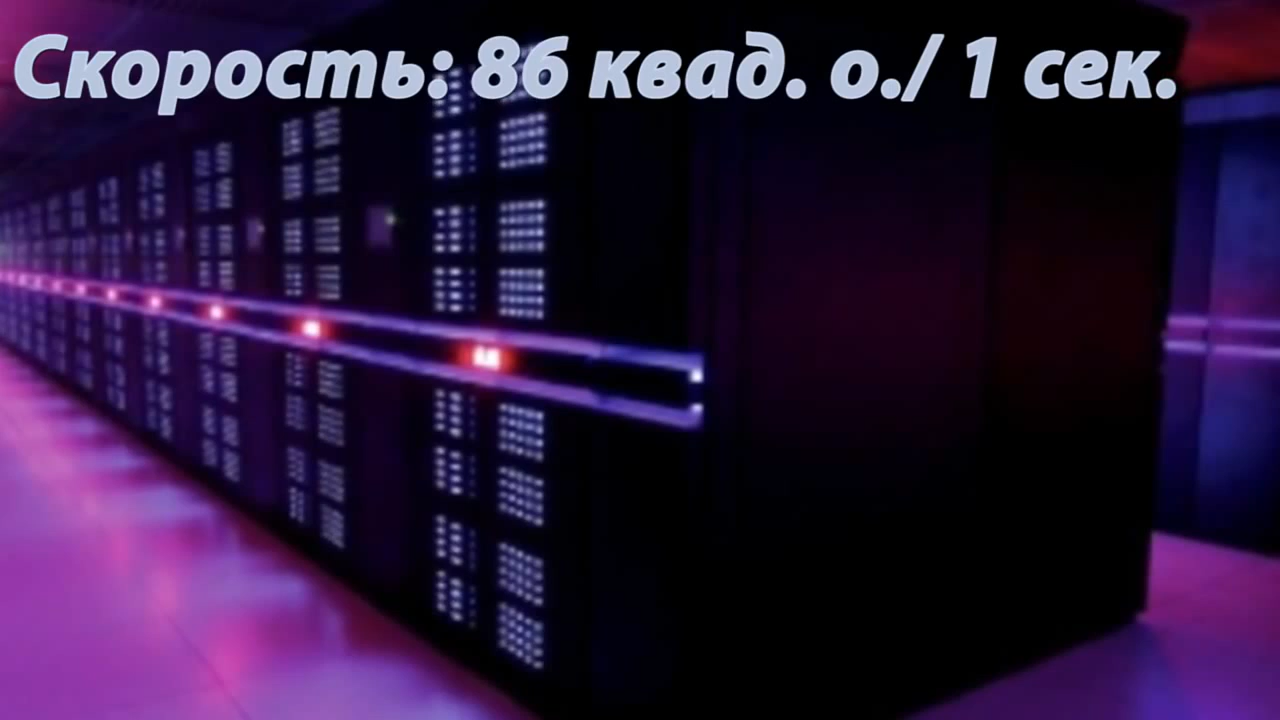 Скорость: 86 квад. о./ 1 сек.